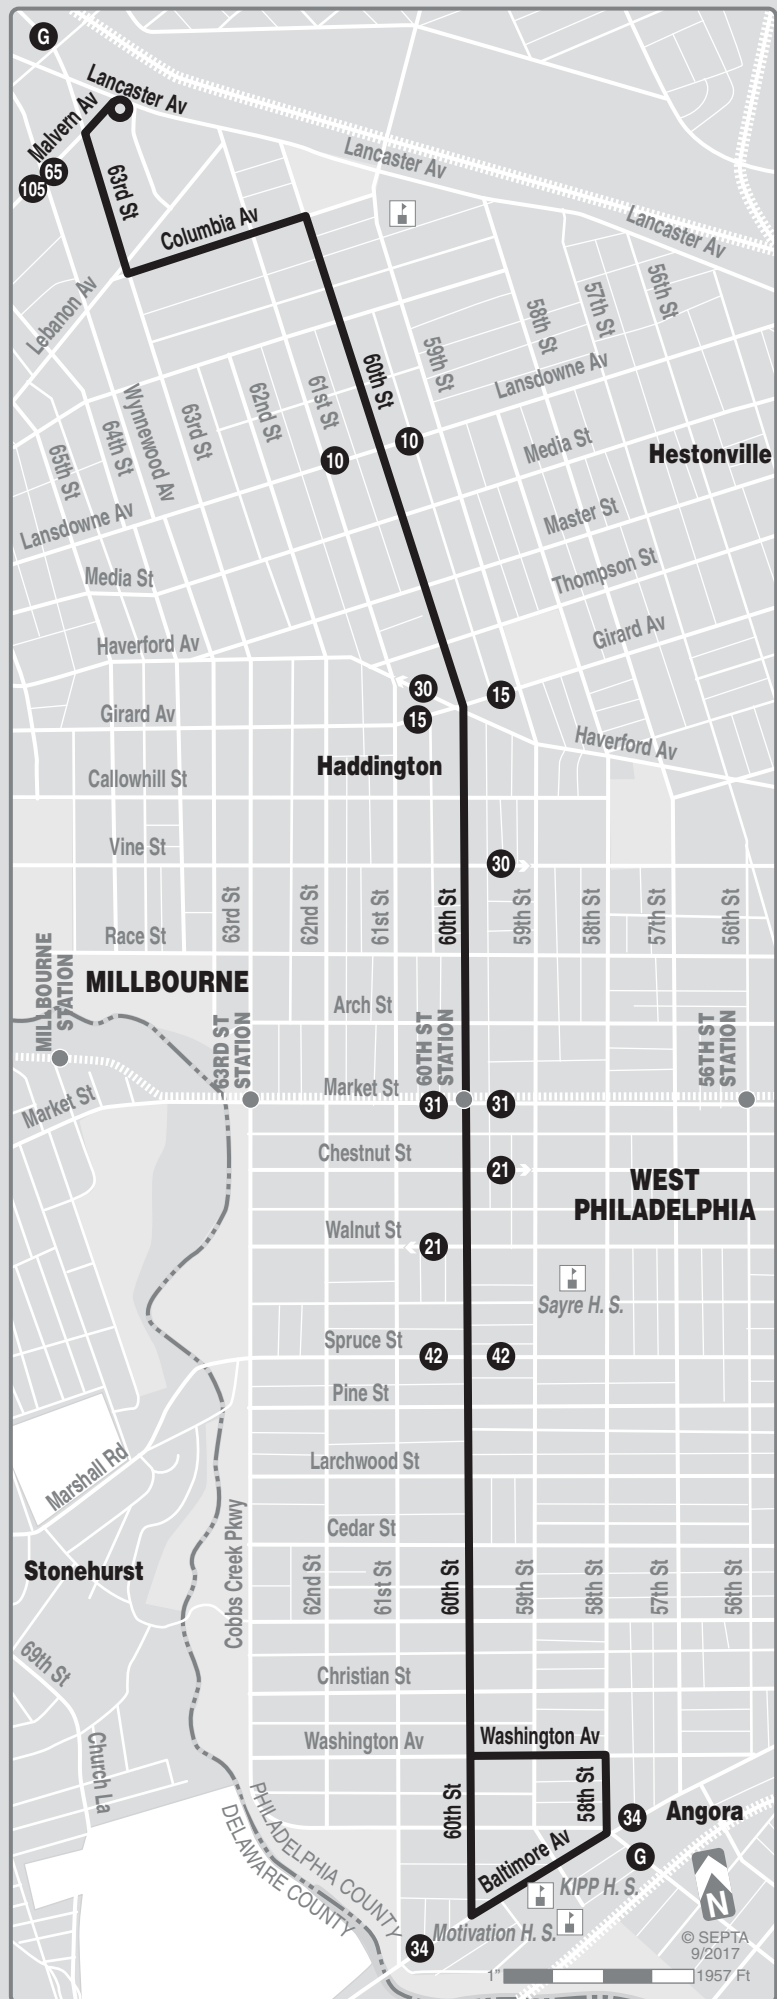 G
Lancaster Av
Malvern Av
65
105
63rd St
Lancaster Av
Columbia Av
Lancaster Av
Lebanon Av
56th St
57th St
58th St
59th St
60th St
Lansdowne Av
61st St
62nd St
63rd St
Wynnewood Av
64th St
65th St
10
10
Media St
Hestonville
Lansdowne Av
Master St
Thompson St
Media St
Girard Av
Haverford Av
30
15
15
Girard Av
Haverford Av
Haddington
Callowhill St
Vine St
30
63rd St
62nd St
61st St
60th St
59th St
58th St
57th St
56th St
Race St
MILLBOURNE
STATION
MILLBOURNE
Arch St
63RD ST
STATION
60TH ST
STATION
56TH ST
STATION
Market St
Market St
31
31
Chestnut St
21
WEST
PHILADELPHIA
Walnut St
21
Sayre H. S.
Spruce St
42
42
Pine St
Larchwood St
Marshall Rd
Cedar St
Cobbs Creek Pkwy
Stonehurst
62nd St
61st St
60th St
59th St
58th St
57th St
56th St
69th St
Christian St
Washington Av
Washington Av
Church La
60th St
58th St
34
Angora
Baltimore Av
G
PHILADELPHIA COUNTY
DELAWARE COUNTY
KIPP H. S.
Motivation H. S.
34
N
© SEPTA
9/2017
1"
1957 Ft